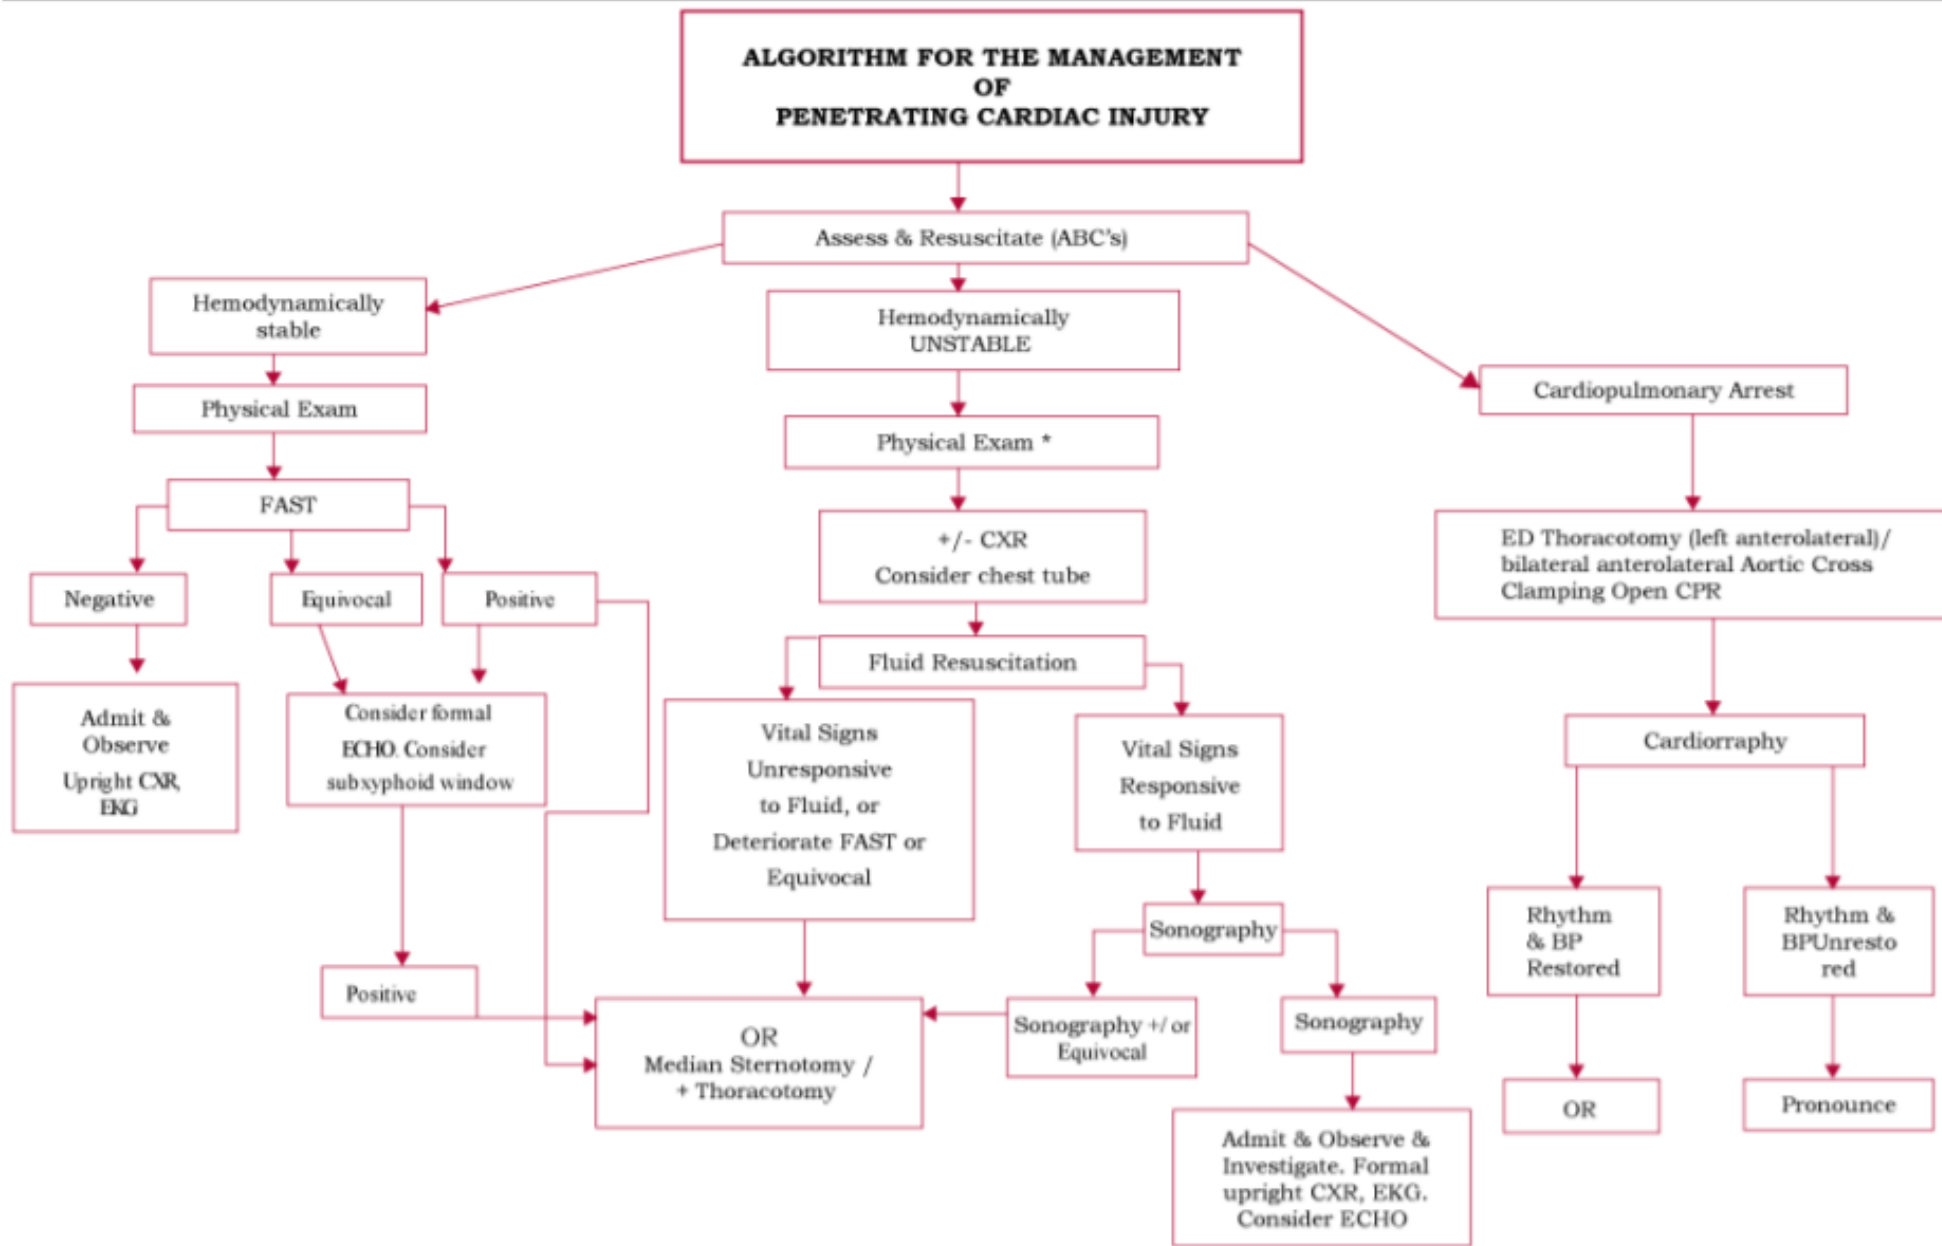 ALGORITHM FOR THE MANAGEMENT
OF
PENETRATING CARDIAC INJURY
Assess & Resuscitate (ABC's)
Hemodynamically
stable
Physical Exam
FAST
Negative
Equivocal
Positive
Admit &
Observe
Upright CXR,
EKG
Consider formal
ECHO. Consider
subxyphoid window
Positive
Hemodynamically
UNSTABLE
Physical Exam *
+/- CXR
Consider chest tube
Fluid Resuscitation
Vital Signs
Unresponsive
to Fluid, or
Deteriorate FAST or
Equivocal
Vital Signs
Responsive
to Fluid
Sonography
Sonography +/ or
Equivocal
Sonography
OR
Median Sternotomy /
+ Thoracotomy
Admit & Observe &
Investigate. Formal
upright CXR, EKG.
Consider ECHO
Cardiopulmonary Arrest
ED Thoracotomy (left anterolateral)/
bilateral anterolateral Aortic Cross
Clamping Open CPR
Cardiorraphy
Rhythm
& BP
Restored
Rhythm &
BPUnresto
red
OR
Pronounce